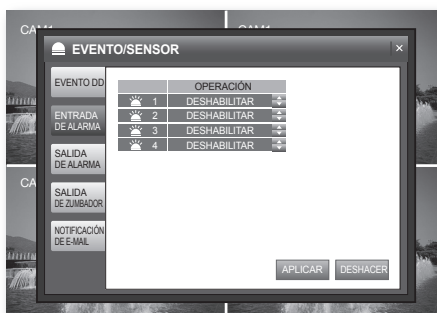 CAM1
CAM1
EVENTO/SENSOR
EVENTO DD
ENTRADA
DE ALARMA
SALIDA
DE ALARMA
SALIDA
DE ZUMBADOR
NOTIFICACIÓN
DE E-MAIL
OPERACIÓN
1 DESHABILITAR
2 DESHABILITAR
3 DESHABILITAR
4 DESHABILITAR
APLICAR DESHACER
CA